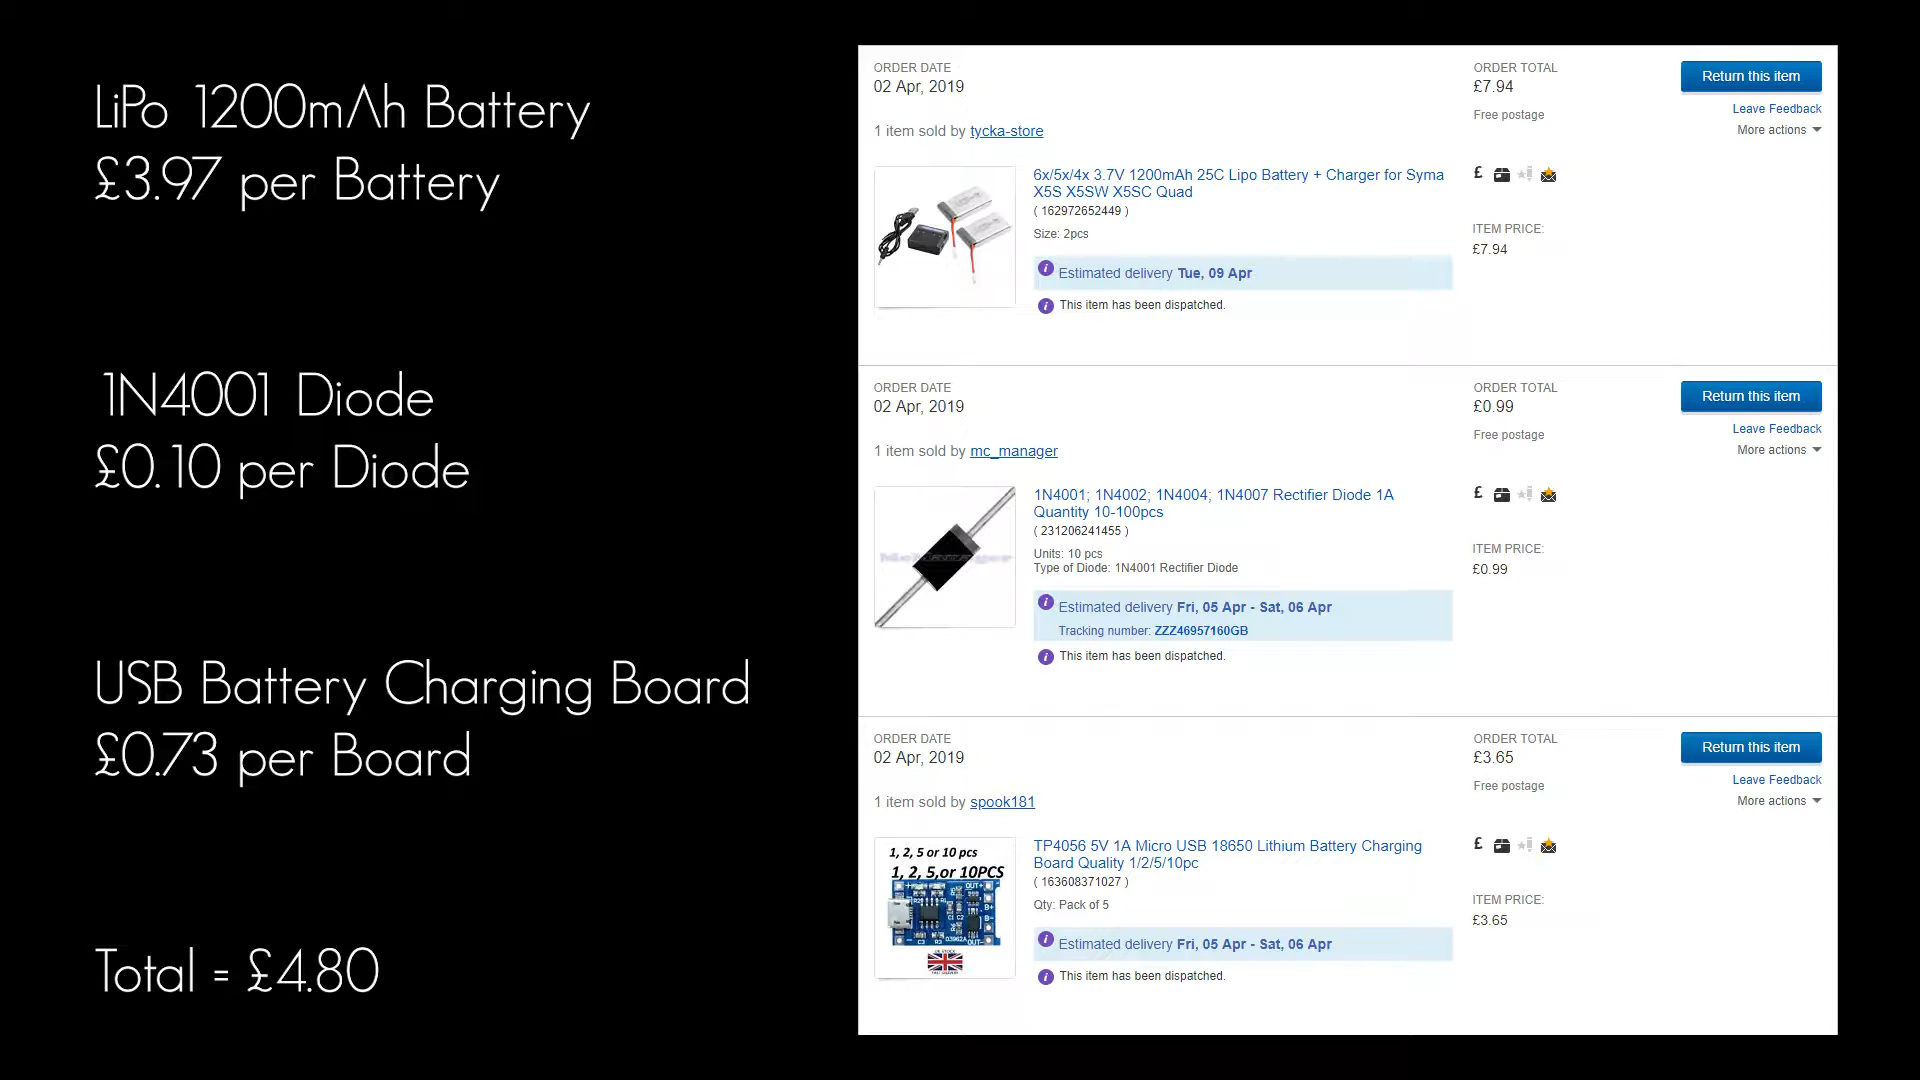 LiPo 1200mAh Battery
£3.97 per Battery
1N4001 Diode
£0.10 per Diode
USB Battery Charging Board
£0.73 per Board
Total = £4.80
ORDER DATE
02 Apr, 2019
ORDER TOTAL
£7.94
Free postage
Return this item
Leave Feedback
More actions
1 item sold by tycka-store
6x/5x/4x 3.7V 1200mAh 25C Lipo Battery + Charger for Syma
X5S X5SW X5SC Quad
( 162972652449 )
Size: 2pcs
Estimated delivery Tue, 09 Apr
This item has been dispatched.
£
ITEM PRICE:
£7.94
ORDER DATE
02 Apr, 2019
ORDER TOTAL
£0.99
Free postage
Return this item
Leave Feedback
More actions
1 item sold by mc_manager
1N4001; 1N4002; 1N4004; 1N4007 Rectifier Diode 1A
Quantity 10-100pcs
( 231206241455 )
Units: 10 pcs
Type of Diode: 1N4001 Rectifier Diode
Estimated delivery Fri, 05 Apr - Sat, 06 Apr
Tracking number: ZZZ46957160GB
This item has been dispatched.
£
ITEM PRICE:
£0.99
ORDER DATE
02 Apr, 2019
ORDER TOTAL
£3.65
Free postage
Return this item
Leave Feedback
More actions
1 item sold by spook181
1, 2, 5 or 10 pcs
1, 2, 5,or 10PCS
OUT+
B+
B-
OUT-
C1 C2
C3 R3 03962A
TP4056 5V 1A Micro USB 18650 Lithium Battery Charging
Board Quality 1/2/5/10pc
( 163608371027 )
Qty: Pack of 5
Estimated delivery Fri, 05 Apr - Sat, 06 Apr
This item has been dispatched.
£
ITEM PRICE:
£3.65